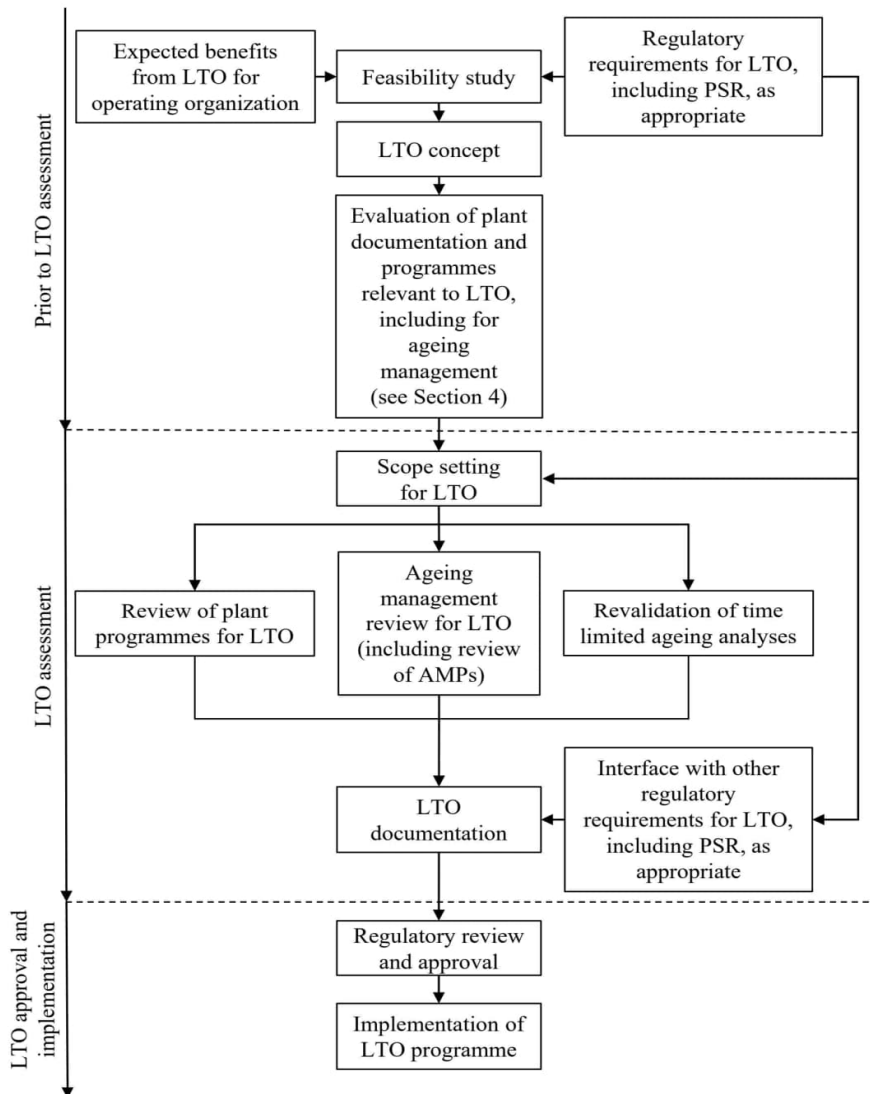 Prior to LTO assessment
Expected benefits
from LTO for
operating organization
Feasibility study
Regulatory
requirements for LTO,
including PSR, as
appropriate
LTO concept
Evaluation of plant
documentation and
programmes
relevant to LTO,
including for
ageing
management
(see Section 4)
LTO assessment
Scope setting
for LTO
Review of plant
programmes for LTO
Ageing
management
review for LTO
(including review
of AMPs)
Revalidation of time
limited ageing analyses
LTO
documentation
Interface with other
regulatory
requirements for LTO,
including PSR, as
appropriate
LTO approval and
implementation
Regulatory review
and approval
Implementation of
LTO programme